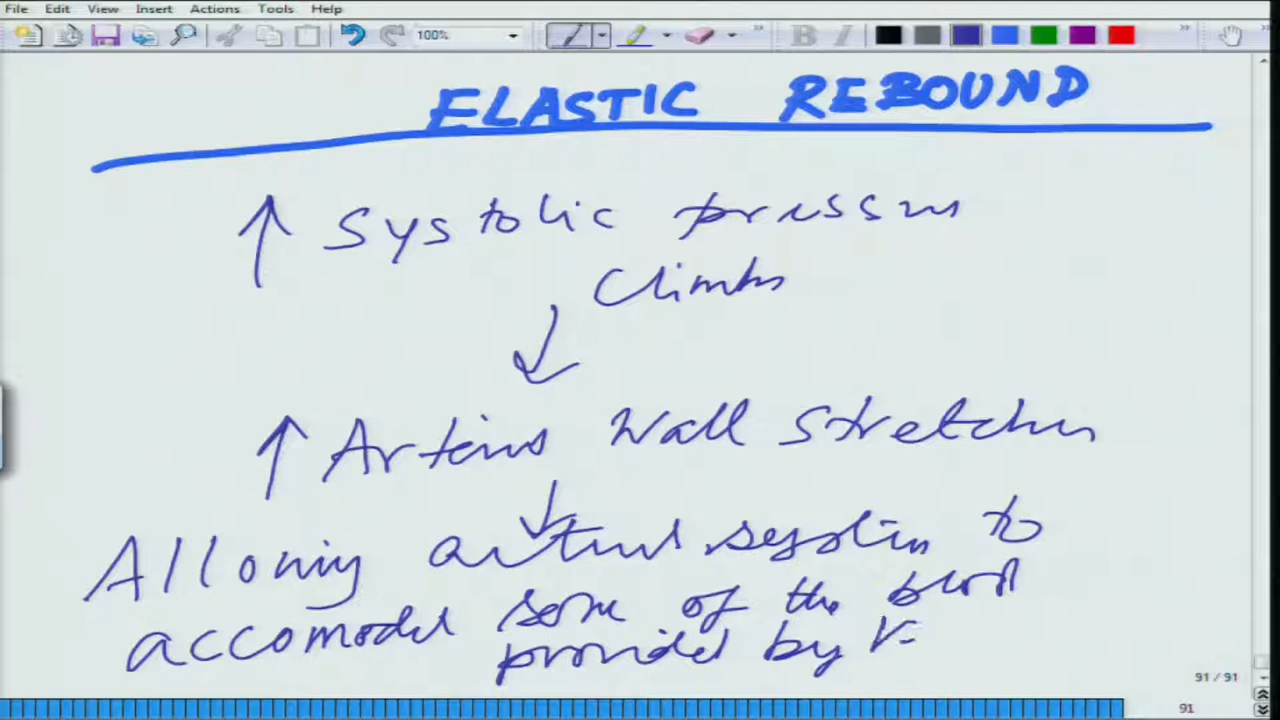 File Edit View Insert Actions Tools Help
100%
ELASTIC REBOUND
↑ Systolic pressure
Climbs
↓
↑ Arteries Wall stretches
↓
Allowing arterial system to
accomodate some of the blood
provided by V
91 / 91
91